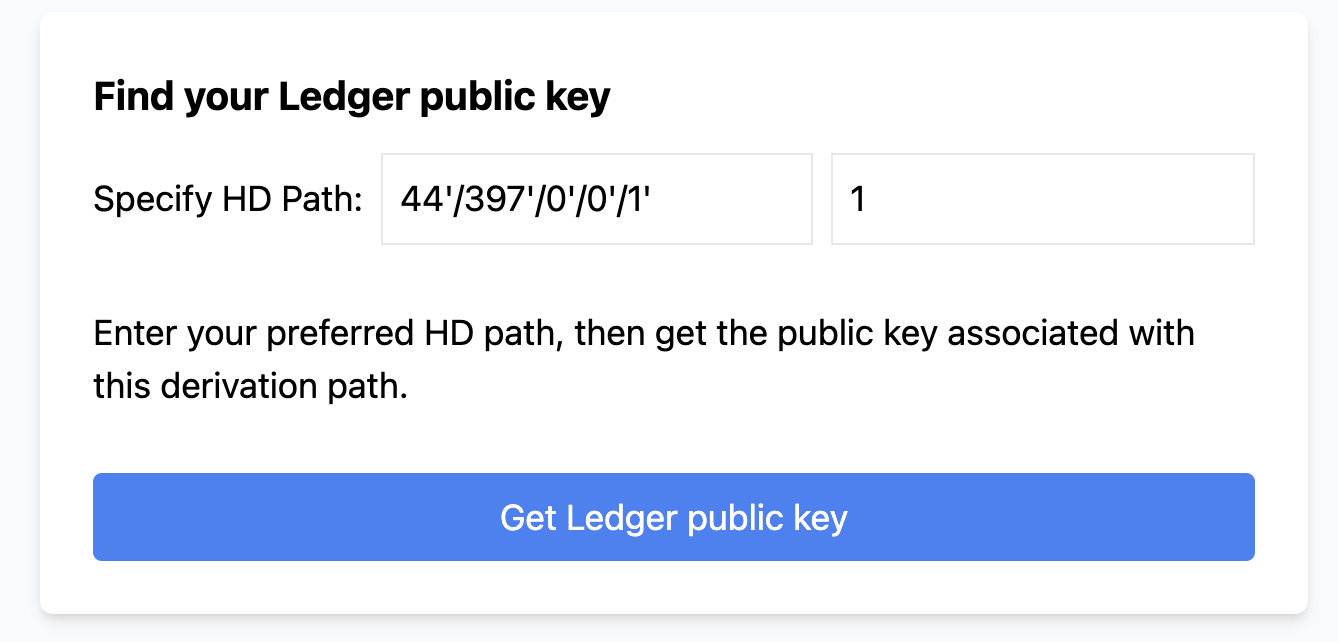 Find your Ledger public key
Specify HD Path: 44'/397'/0'/0'/1' 1
Enter your preferred HD path, then get the public key associated with
this derivation path.
Get Ledger public key